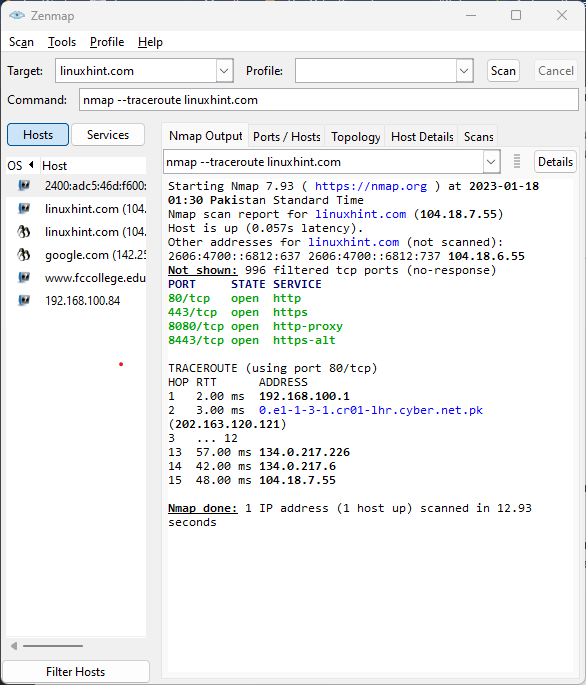 Zenmap
Scan Tools Profile Help
Target: linuxhint.com Profile: Scan Cancel
Command: nmap --traceroute linuxhint.com
Hosts Services
OS Host
2400:adc5:46d:f600:
linuxhint.com (104.
linuxhint.com (104.
google.com (142.25
www.fccollege.edu
192.168.100.84
Filter Hosts
Nmap Output Ports / Hosts Topology Host Details Scans
nmap --traceroute linuxhint.com Details
Starting Nmap 7.93 ( https://nmap.org ) at 2023-01-18
01:30 Pakistan Standard Time
Nmap scan report for linuxhint.com (104.18.7.55)
Host is up (0.057s latency).
Other addresses for linuxhint.com (not scanned):
2606:4700::6812:637 2606:4700::6812:737 104.18.6.55
Not shown: 996 filtered tcp ports (no-response)
PORT STATE SERVICE
80/tcp open http
443/tcp open https
8080/tcp open http-proxy
8443/tcp open https-alt
TRACEROUTE (using port 80/tcp)
HOP RTT ADDRESS
1 2.00 ms 192.168.100.1
2 3.00 ms 0.e1-1-3-1.cr01-lhr.cyber.net.pk
(202.163.120.121)
3 ... 12
13 57.00 ms 134.0.217.226
14 42.00 ms 134.0.217.6
15 48.00 ms 104.18.7.55
Nmap done: 1 IP address (1 host up) scanned in 12.93
seconds